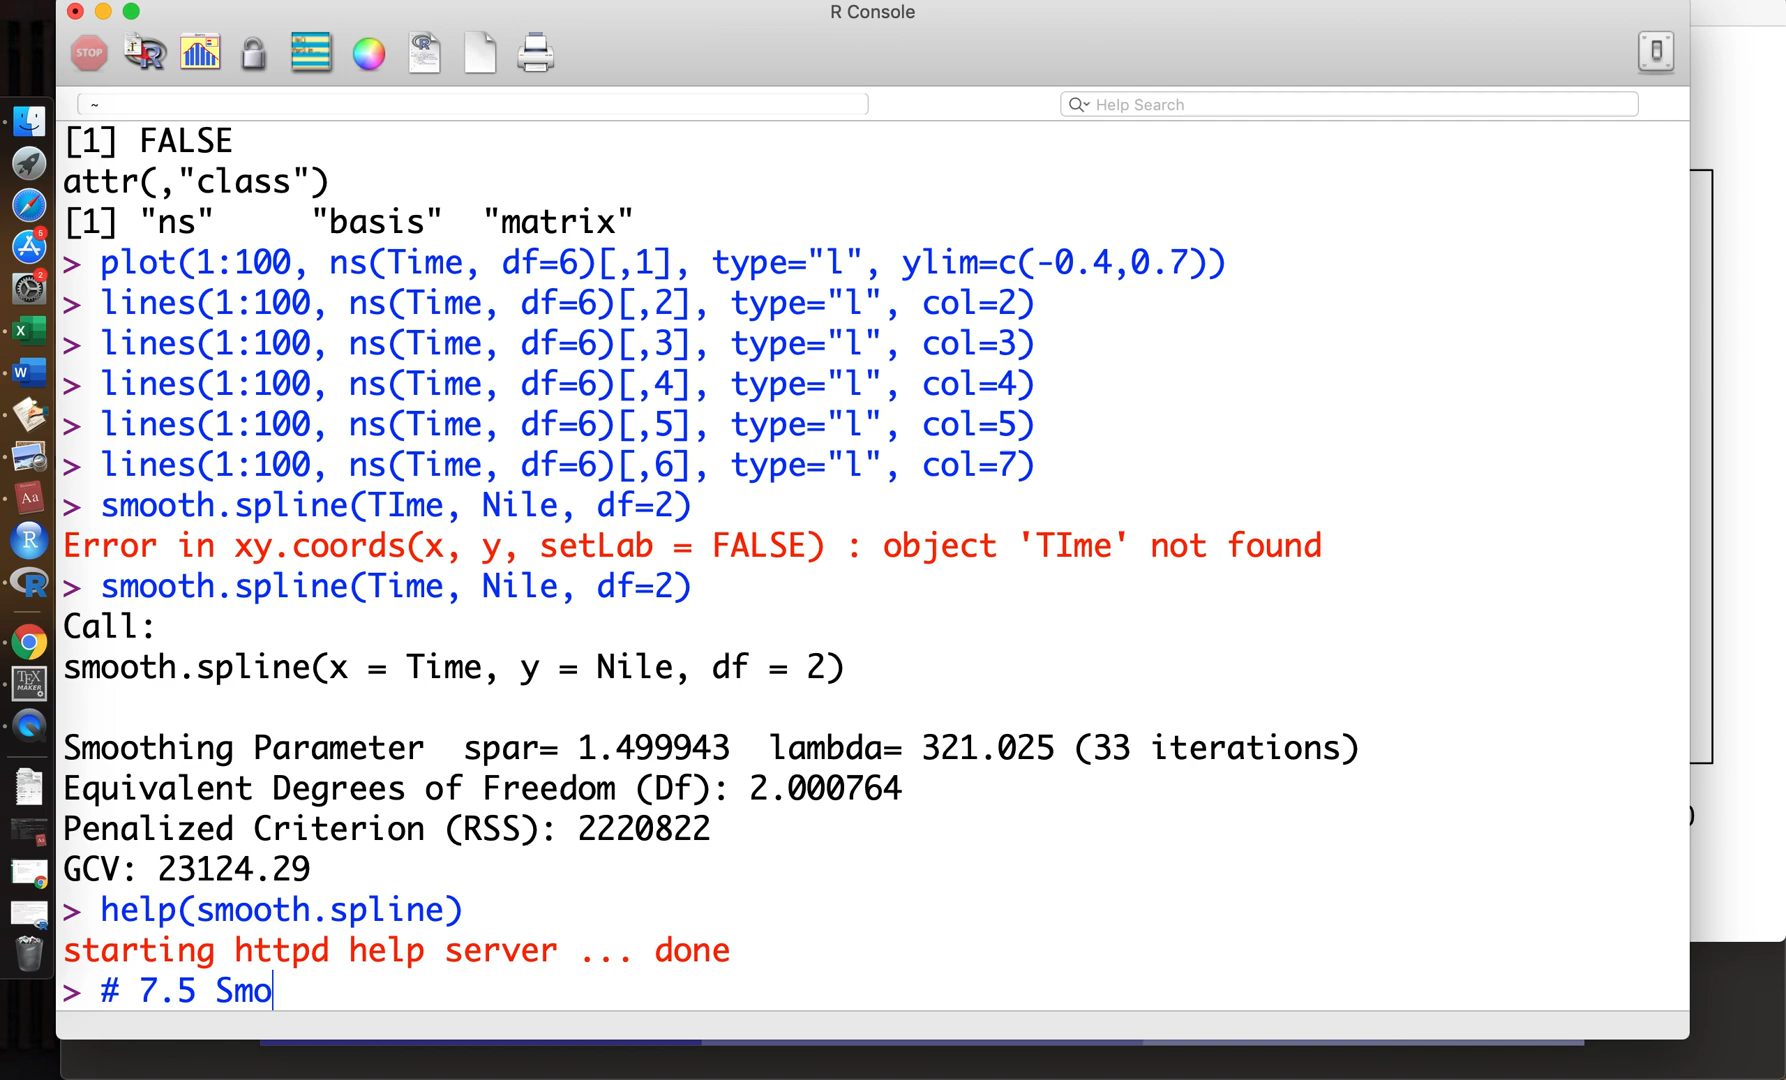 R Console
STOP
~
Help Search
[1] FALSE
attr(,"class")
[1] "ns"     "basis"  "matrix"
> plot(1:100, ns(Time, df=6)[,1], type="l", ylim=c(-0.4,0.7))
> lines(1:100, ns(Time, df=6)[,2], type="l", col=2)
> lines(1:100, ns(Time, df=6)[,3], type="l", col=3)
> lines(1:100, ns(Time, df=6)[,4], type="l", col=4)
> lines(1:100, ns(Time, df=6)[,5], type="l", col=5)
> lines(1:100, ns(Time, df=6)[,6], type="l", col=7)
> smooth.spline(TIme, Nile, df=2)
Error in xy.coords(x, y, setLab = FALSE) : object 'TIme' not found
> smooth.spline(Time, Nile, df=2)
Call:
smooth.spline(x = Time, y = Nile, df = 2)
Smoothing Parameter  spar= 1.499943  lambda= 321.025 (33 iterations)
Equivalent Degrees of Freedom (Df): 2.000764
Penalized Criterion (RSS): 2220822
GCV: 23124.29
> help(smooth.spline)
starting httpd help server ... done
> # 7.5 Smo
5
2
X
W
Aa
R
R
TEX
MAKER